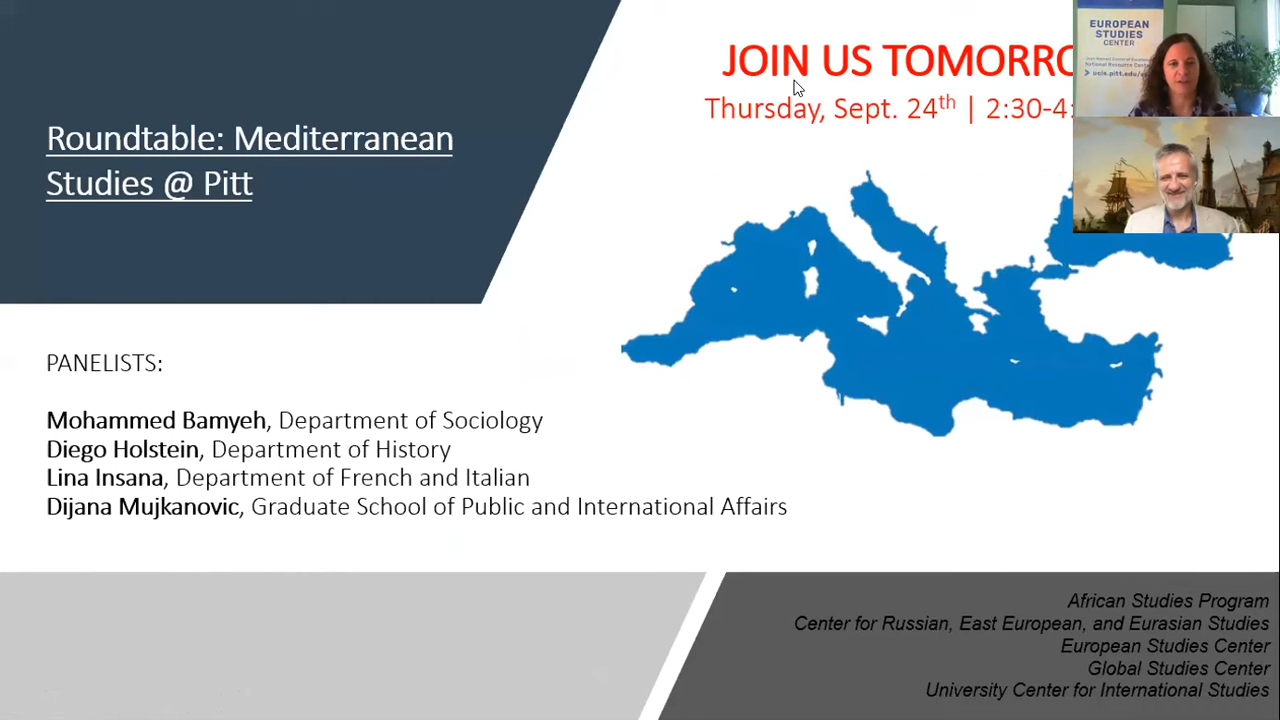 Roundtable: Mediterranean
Studies @ Pitt
JOIN US TOMORRO
Thursday, Sept. 24th | 2:30-4:
EUROPEAN
STUDIES
CENTER
PANELISTS:
Mohammed Bamyeh, Department of Sociology
Diego Holstein, Department of History
Lina Insana, Department of French and Italian
Dijana Mujkanovic, Graduate School of Public and International Affairs
African Studies Program
Center for Russian, East European, and Eurasian Studies
European Studies Center
Global Studies Center
University Center for International Studies